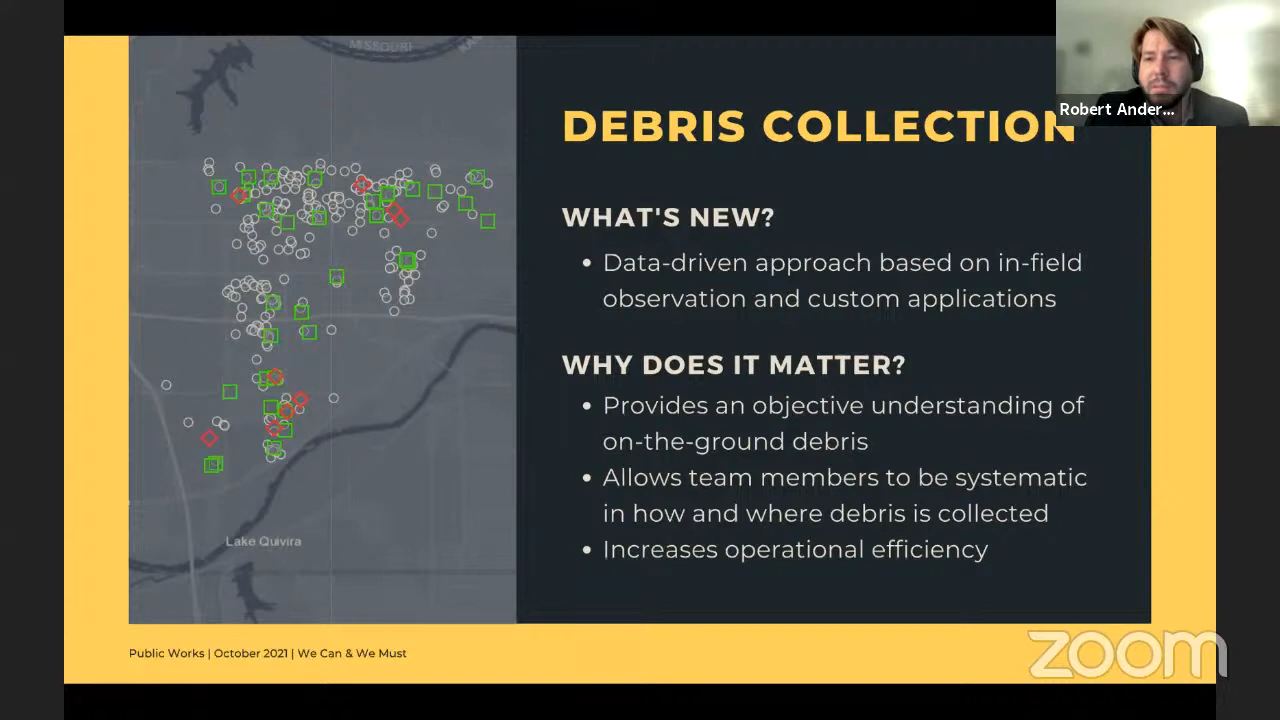 MISSOURI
Robert Ander...
DEBRIS COLLECTION
WHAT'S NEW?
• Data-driven approach based on in-field
observation and custom applications
WHY DOES IT MATTER?
• Provides an objective understanding of
on-the-ground debris
• Allows team members to be systematic
in how and where debris is collected
• Increases operational efficiency
Lake Quivira
Public Works | October 2021 | We Can & We Must
zoom